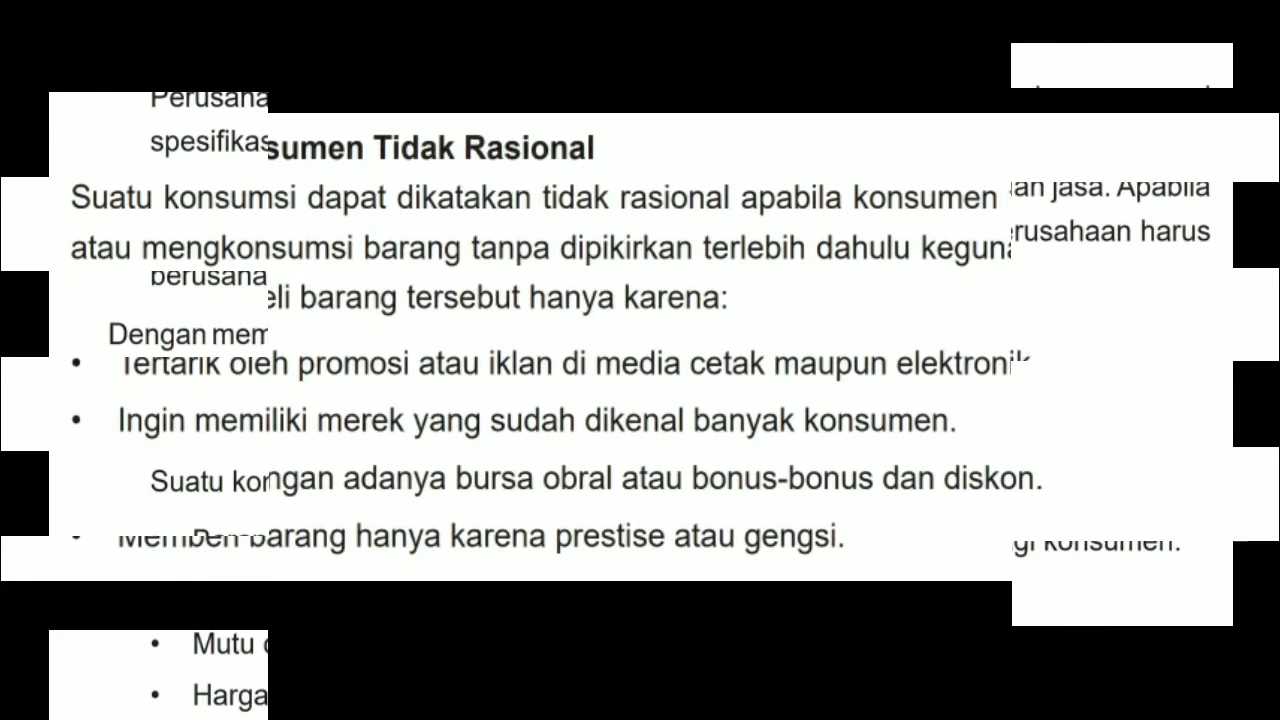 spesifikas
sumen Tidak Rasional
Suatu konsumsi dapat dikatakan tidak rasional apabila konsumen
an jasa. Apabila
atau mengkonsumsi barang tanpa dipikirkan terlebih dahulu keguna
erusahaan harus
perusaha
eli barang tersebut hanya karena:
Dengan mem
• Tertarik oleh promosi atau iklan di media cetak maupun elektronik
• Ingin memiliki merek yang sudah dikenal banyak konsumen.
Suatu kon
ngan adanya bursa obral atau bonus-bonus dan diskon.
barang hanya karena prestise atau gengsi.
gi konsumen.
• Mutu
• Harga